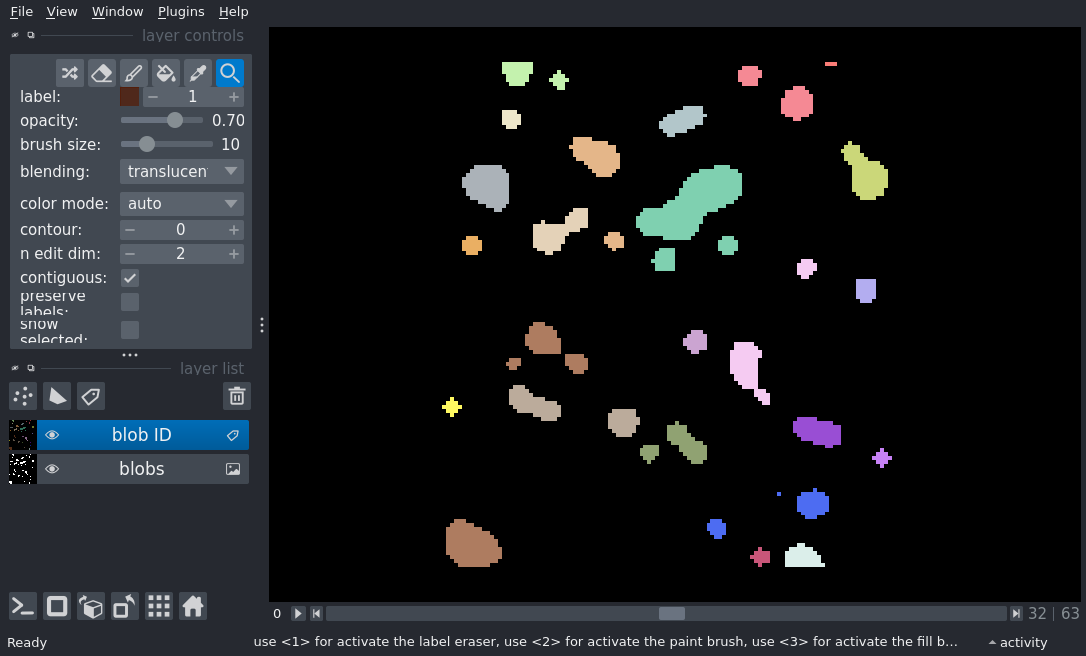 File View Window Plugins Help
layer controls
label: 1
opacity: 0.70
brush size: 10
blending: translucen
color mode: auto
contour: 0
n edit dim: 2
contiguous:
preserve
labels:
show
selected:
layer list
blob ID
blobs
0 32 63
Ready use <1> for activate the label eraser, use <2> for activate the paint brush, use <3> for activate the fill b... activity